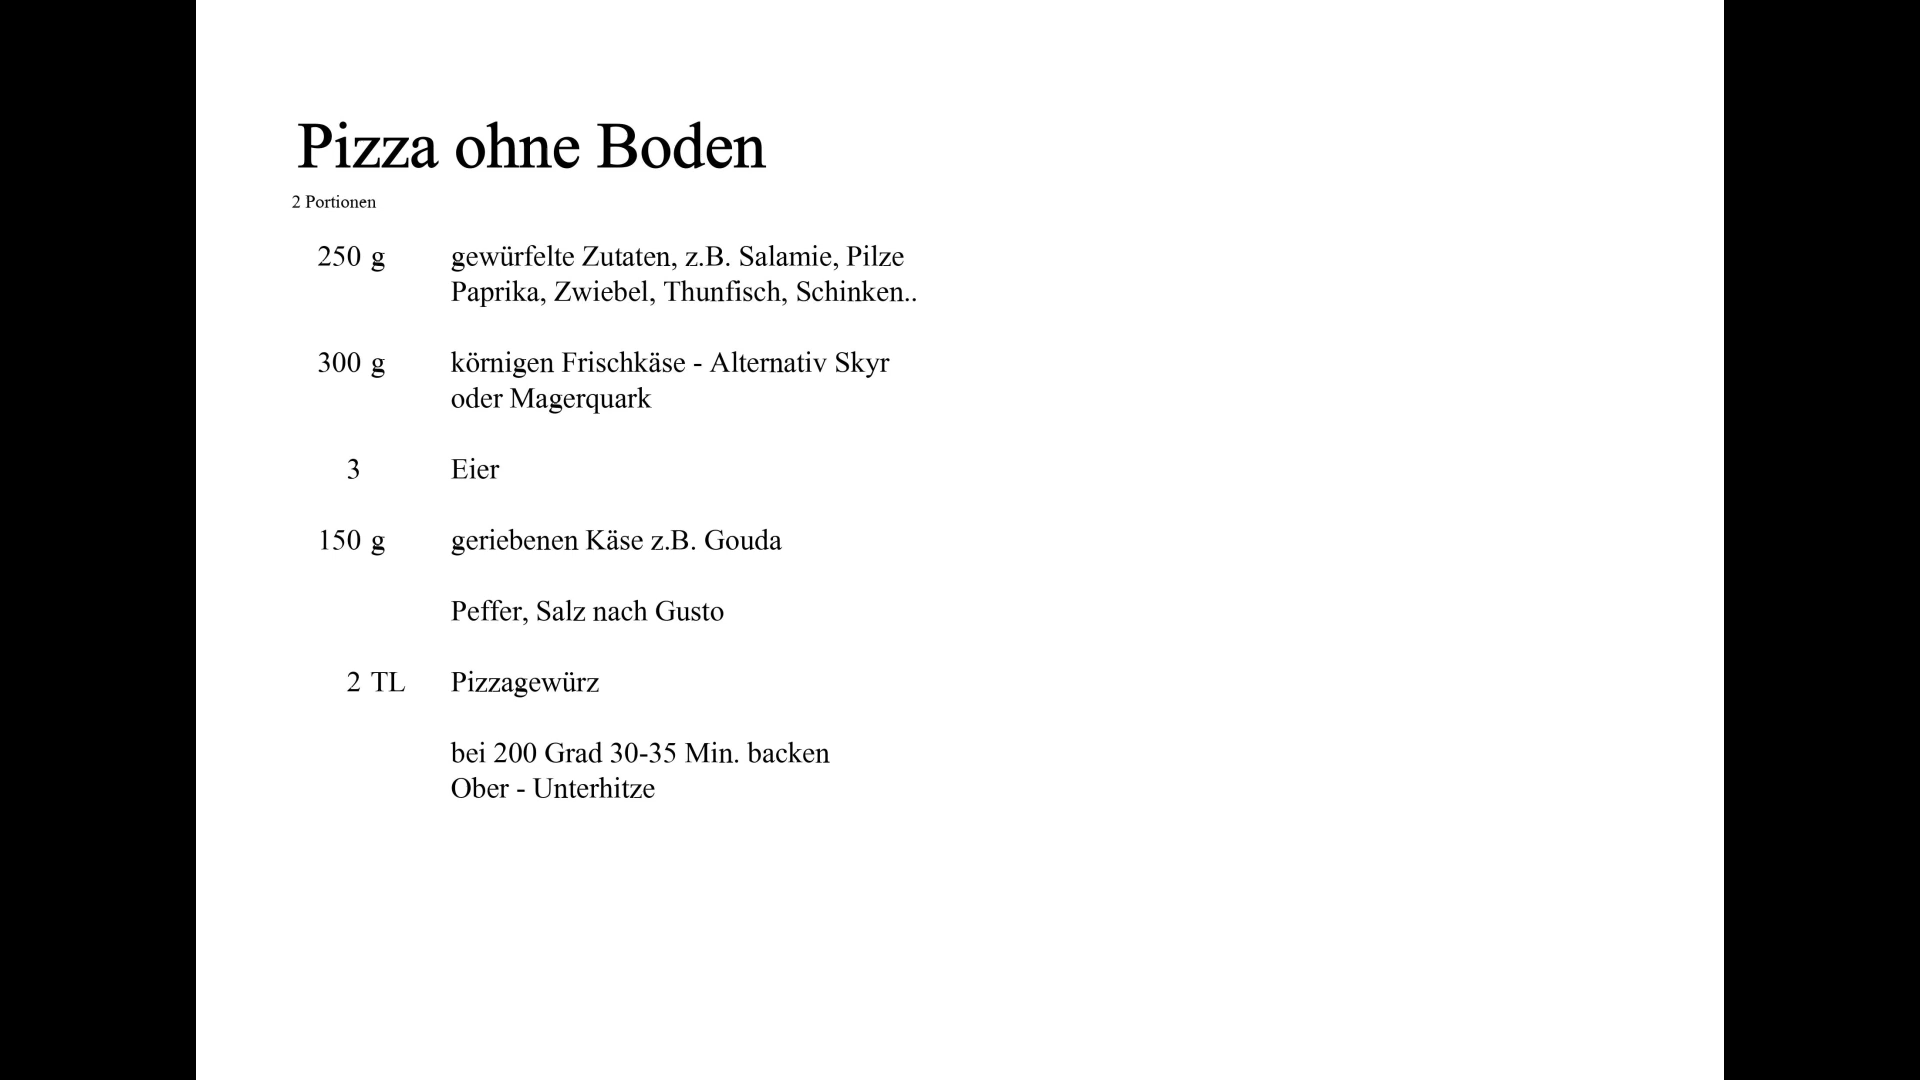 Pizza ohne Boden
2 Portionen
250 g gewürfelte Zutaten, z.B. Salamie, Pilze
Paprika, Zwiebel, Thunfisch, Schinken..
300 g körnigen Frischkäse - Alternativ Skyr
oder Magerquark
3 Eier
150 g geriebenen Käse z.B. Gouda
Peffer, Salz nach Gusto
2 TL Pizzagewürz
bei 200 Grad 30-35 Min. backen
Ober - Unterhitze